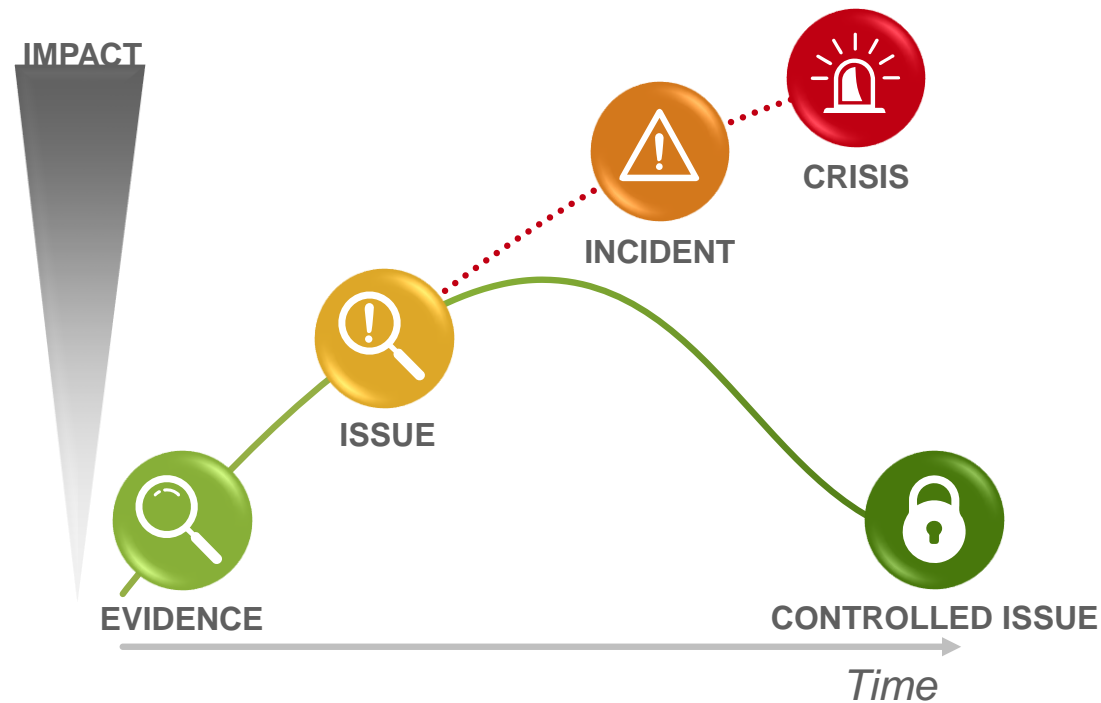 IMPACT
CRISIS
INCIDENT
ISSUE
EVIDENCE
CONTROLLED ISSUE
Time